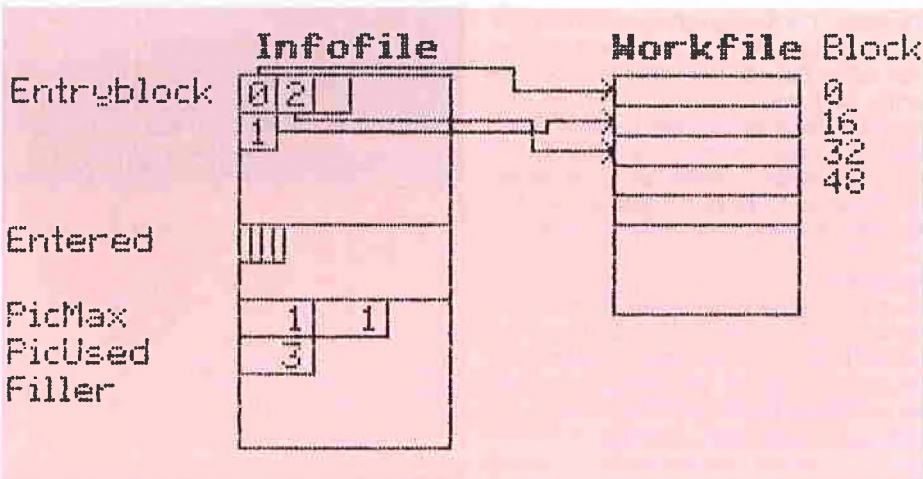 Infofile Workfile Block
Entryblock 0 2 0
1 16
32
48
Entered
PicMax 1 1
PicUsed 3
Filler